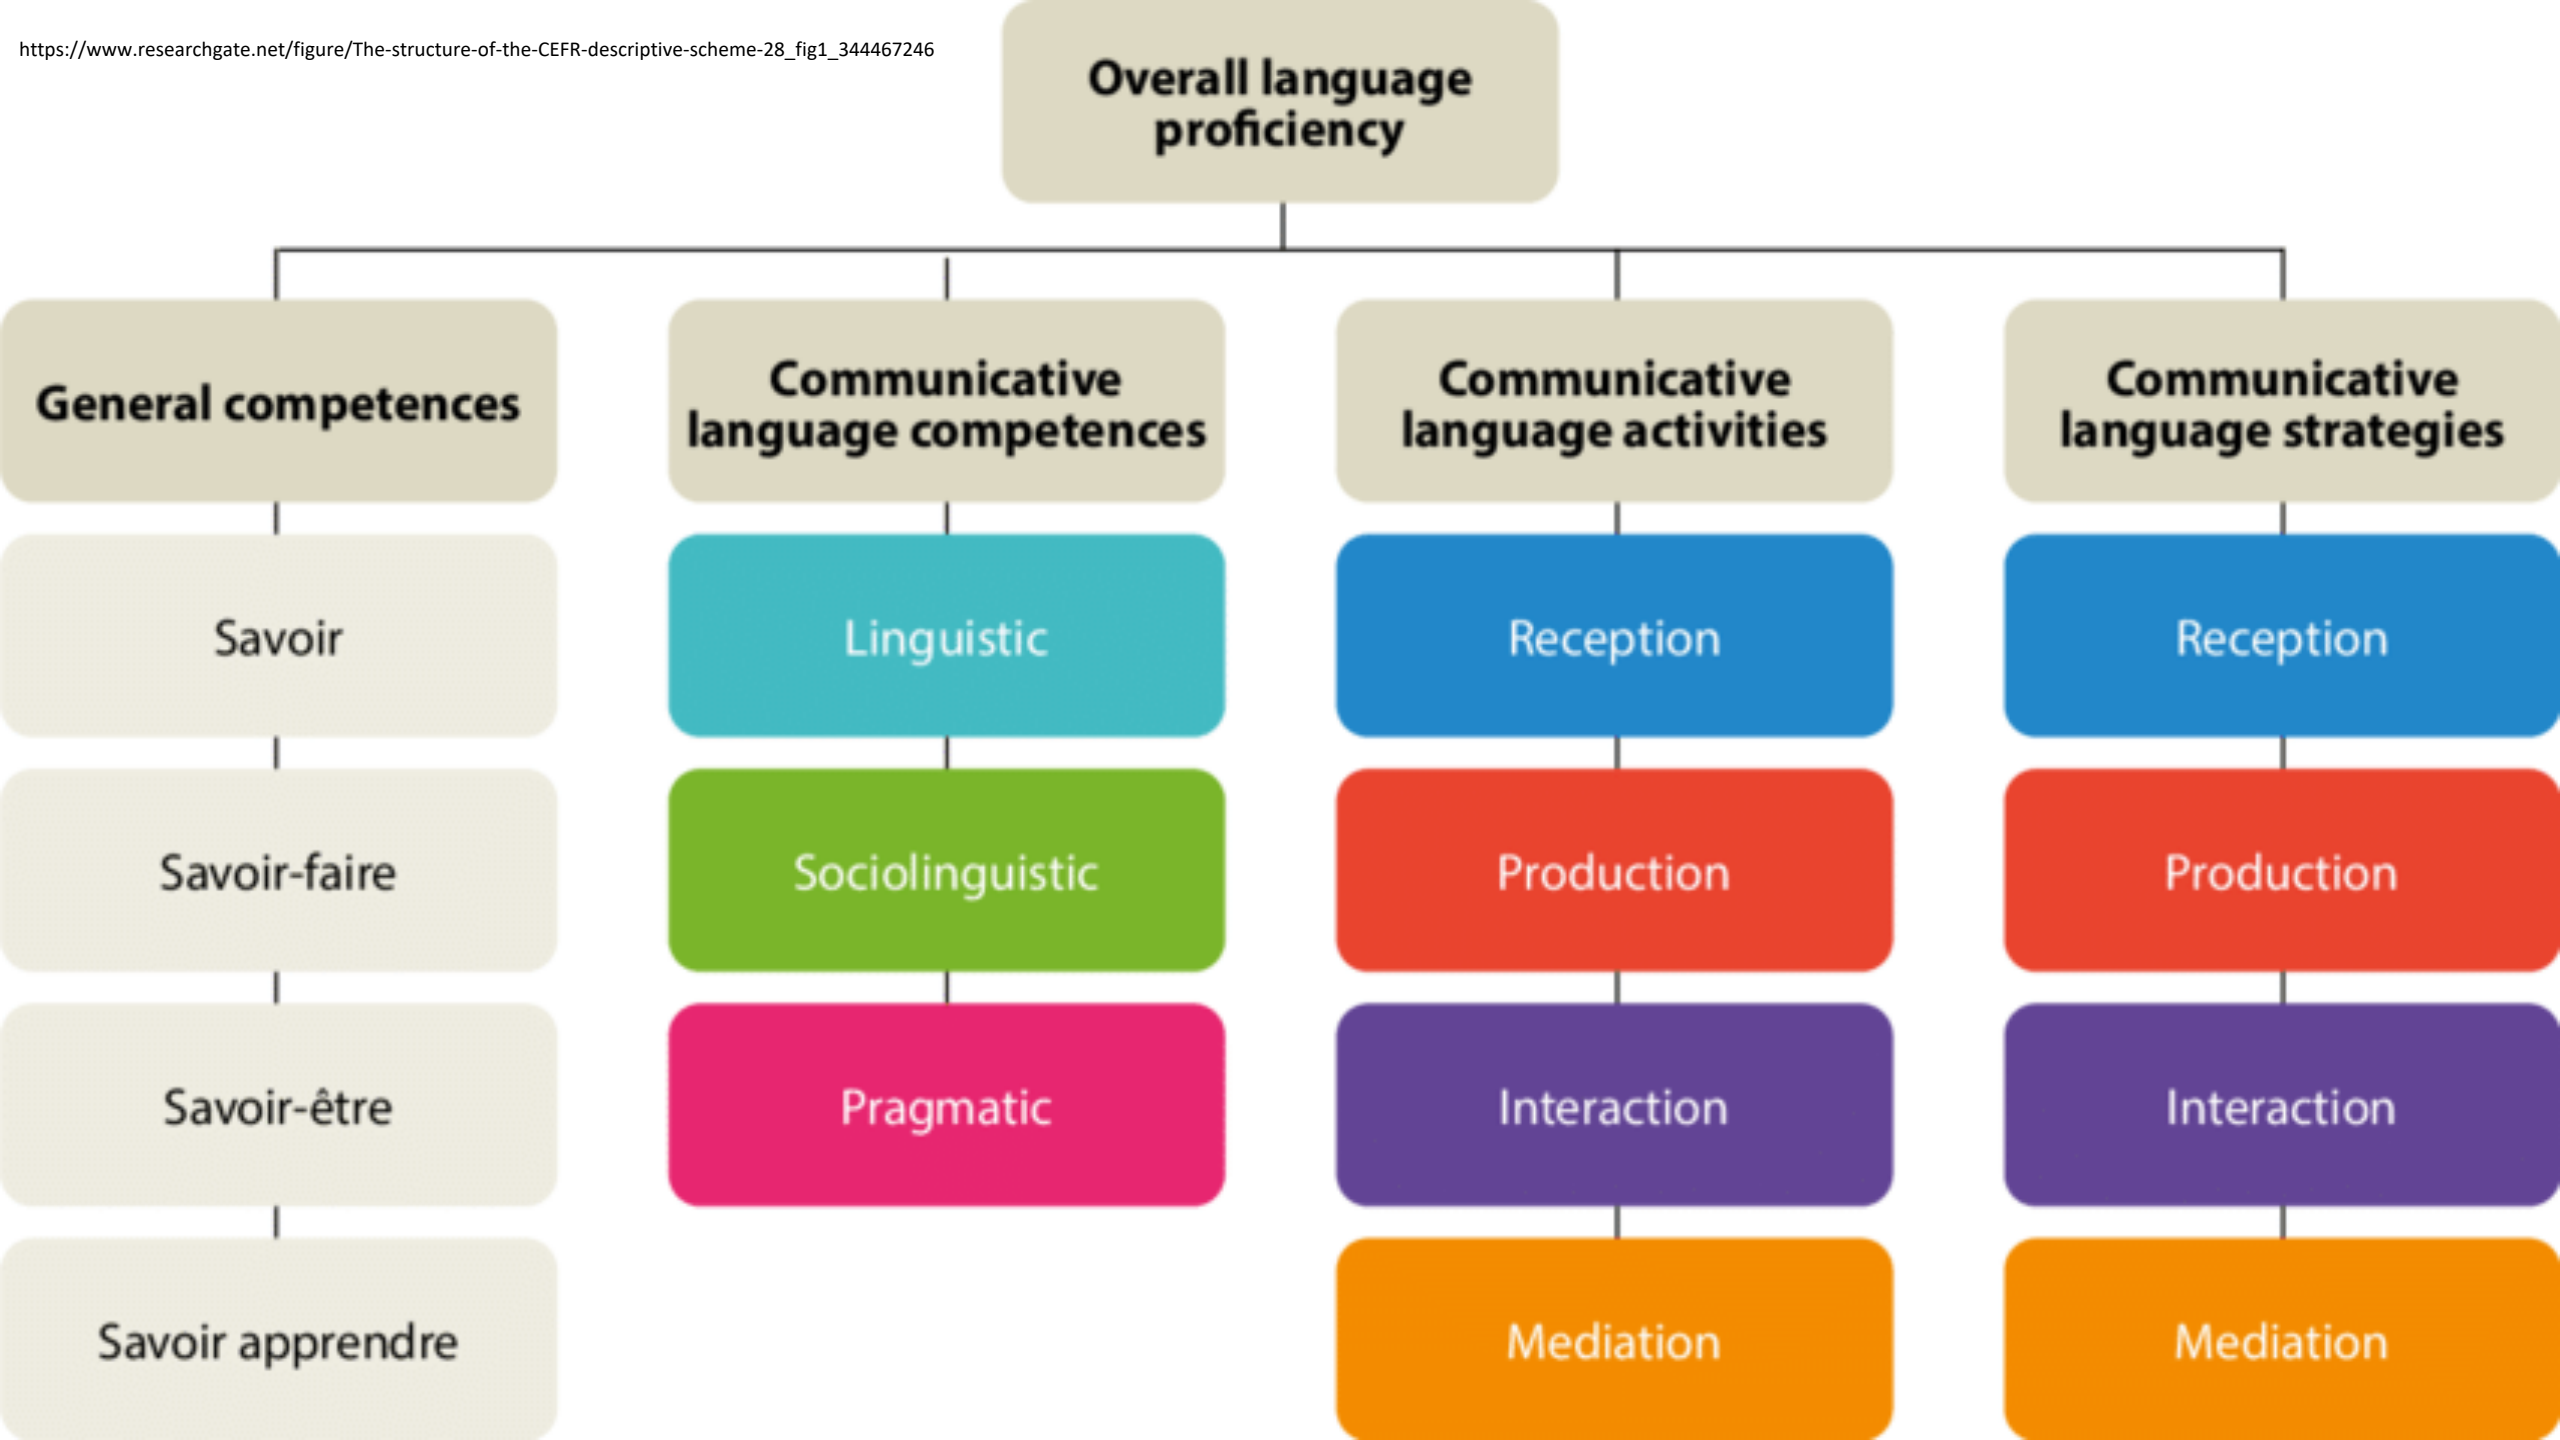 https://www.researchgate.net/figure/The-structure-of-the-CEFR-descriptive-scheme-28_fig1_344467246
Overall language
proficiency
General competences
Savoir
Savoir-faire
Savoir-être
Savoir apprendre
Communicative
language competences
Linguistic
Sociolinguistic
Pragmatic
Communicative
language activities
Reception
Production
Interaction
Mediation
Communicative
language strategies
Reception
Production
Interaction
Mediation